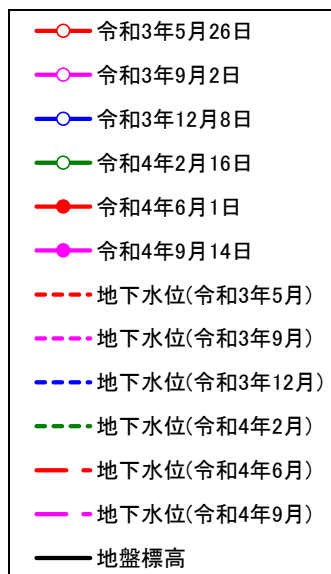 令和3年5月26日
令和3年9月2日
令和3年12月8日
令和4年2月16日
令和4年6月1日
令和4年9月14日
地下水位(令和3年5月)
地下水位(令和3年9月)
地下水位(令和3年12月)
地下水位(令和4年2月)
地下水位(令和4年6月)
地下水位(令和4年9月)
地盤標高